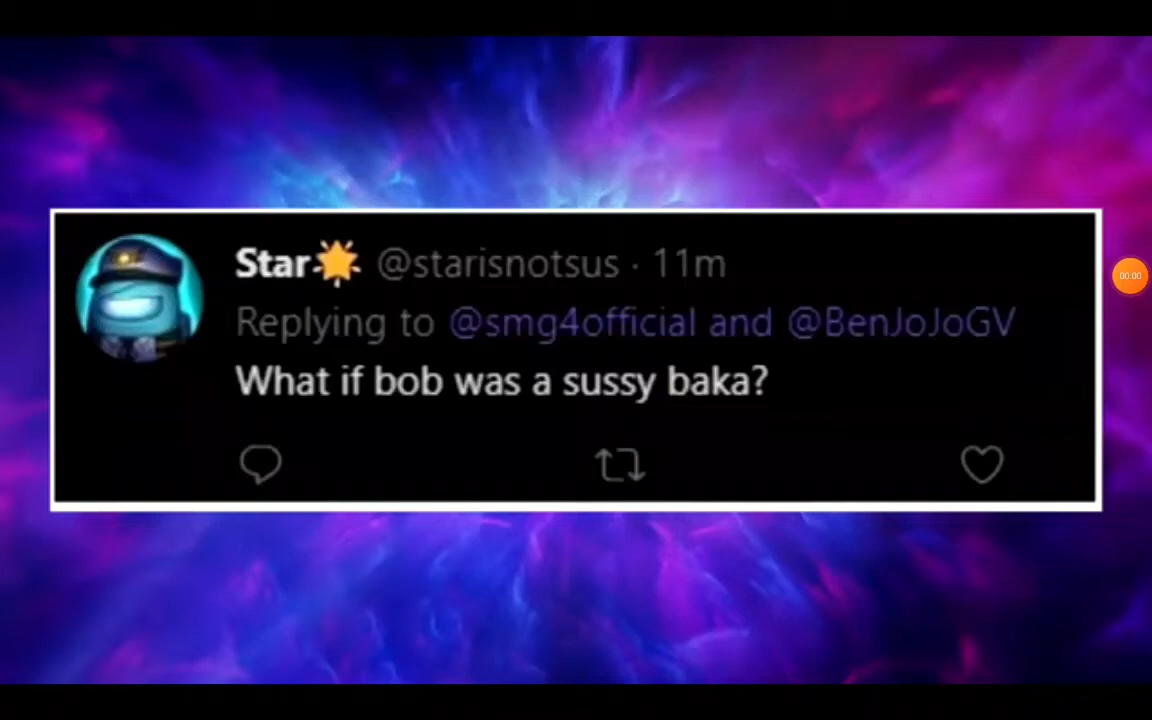 Star🌟 @starisnotsus · 11m
Replying to @smg4official and @BenJoJoGV
What if bob was a sussy baka?
00:00